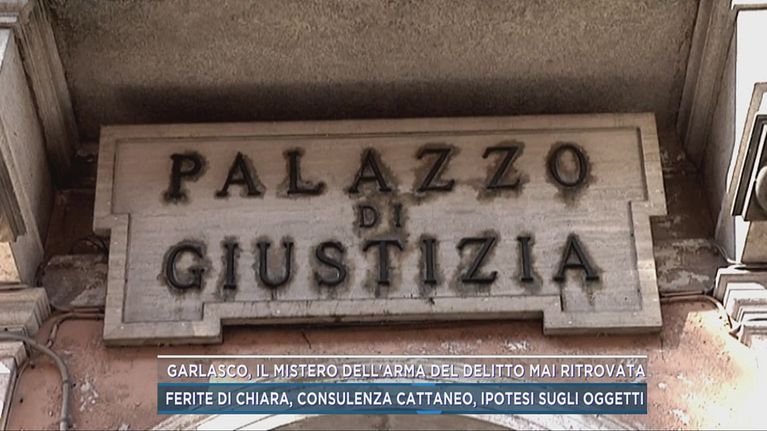 PALAZZO
DI
GIUSTIZIA
GARLASCO, IL MISTERO DELL'ARMA DEL DELITTO MAI RITROVATA
FERITE DI CHIARA, CONSULENZA CATTANEO, IPOTESI SUGLI OGGETTI